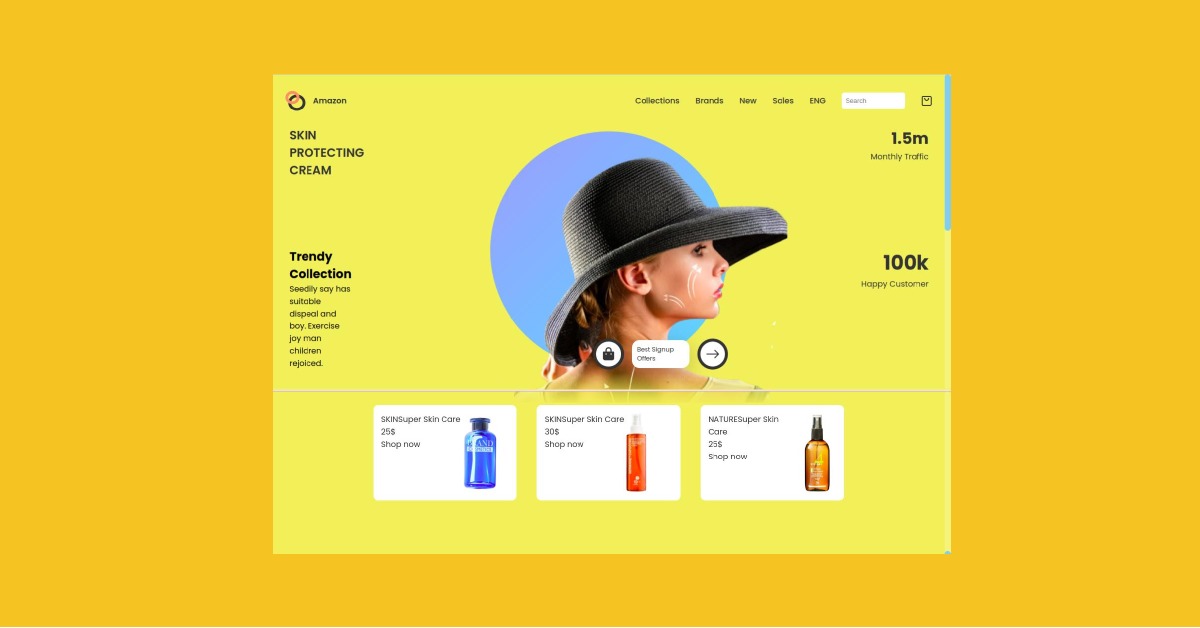 Amazon
Collections Brands New Sales ENG Search
SKIN
PROTECTING
CREAM
1.5m
Monthly Traffic
Trendy
Collection
Seedily say has
suitable
dispeal and
boy. Exercise
joy man
children
rejoiced.
100k
Happy Customer
Best Signup
Offers
SKINSuper Skin Care
25$
Shop now
SKINSuper Skin Care
30$
Shop now
NATURESuper Skin
Care
25$
Shop now